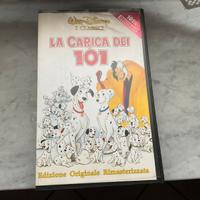 Walt Disney
I CLASSICI
LA CARICA DEI
101
Edizione Originale Rimasterizzata